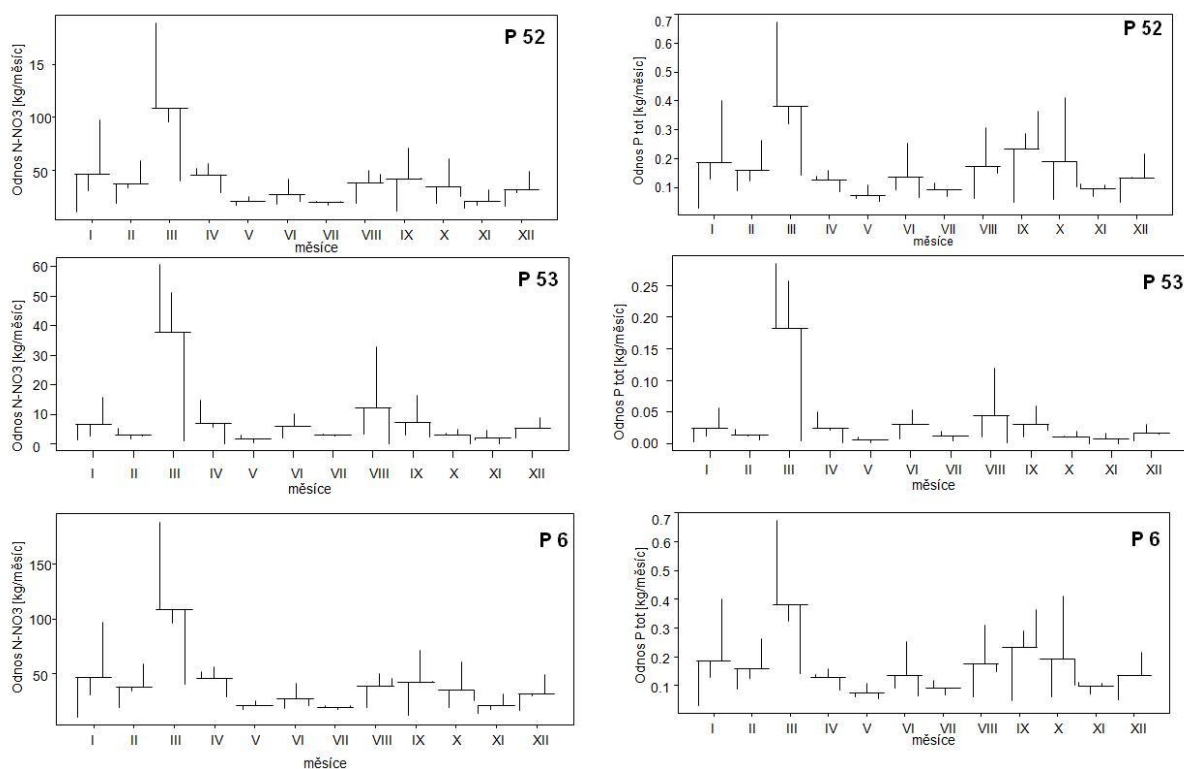 P 52
Odnos N-NO3 [kg/měsíc]
15
100
50
I II III IV V VI VII VIII IX X XI XII
měsíce
P 52
Odnos P tot [kg/měsíc]
0.7
0.6
0.5
0.4
0.3
0.2
0.1
I II III IV V VI VII VIII IX X XI XII
měsíce
P 53
Odnos N-NO3 [kg/měsíc]
60
50
40
30
20
10
0
I II III IV V VI VII VIII IX X XI XII
měsíce
P 53
Odnos P tot [kg/měsíc]
0.25
0.20
0.15
0.10
0.05
0.00
I II III IV V VI VII VIII IX X XI XII
měsíce
P 6
Odnos N-NO3 [kg/měsíc]
150
100
50
I II III IV V VI VII VIII IX X XI XII
měsíce
P 6
Odnos P tot [kg/měsíc]
0.7
0.6
0.5
0.4
0.3
0.2
0.1
I II III IV V VI VII VIII IX X XI XII
měsíce